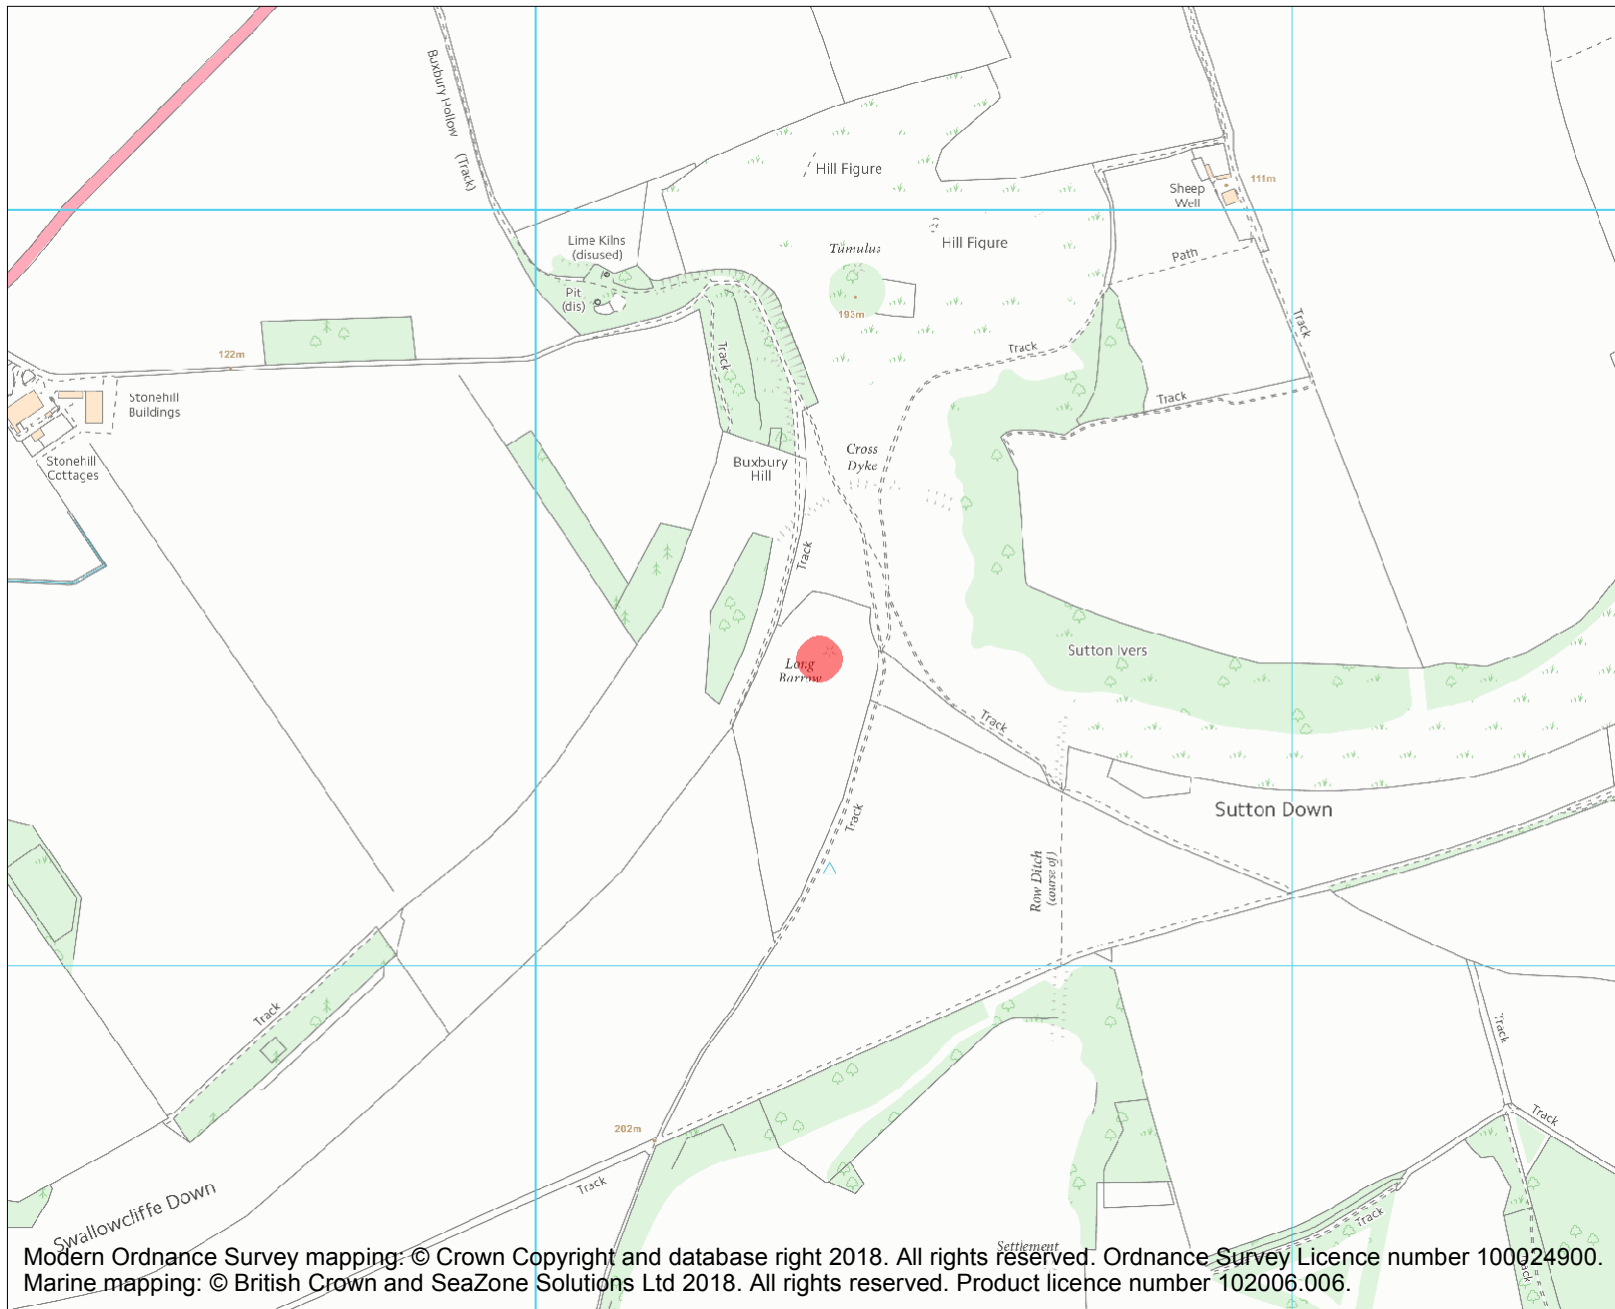 Buxbury Hollow (Track)
Hill Figure
Sheep
Well
111m
Lime Kilns
(disused)
Tumulus
Hill Figure
Path
Pit
(dis)
193m
Track
122m
Track
Track
Track
Stonehill
Buildings
Stonehill
Cottages
Cross
Dyke
Buxbury
Hill
Track
Sutton Ivers
Long
Barrow
Track
Track
Sutton Down
Row Ditch
(course of)
Track
Track
Track
202m
Track
Track
Swallowcliffe Down
Settlement
Track
Modern Ordnance Survey mapping: © Crown Copyright and database right 2018. All rights reserved. Ordnance Survey Licence number 100024900.
Marine mapping: © British Crown and SeaZone Solutions Ltd 2018. All rights reserved. Product licence number 102006.006.